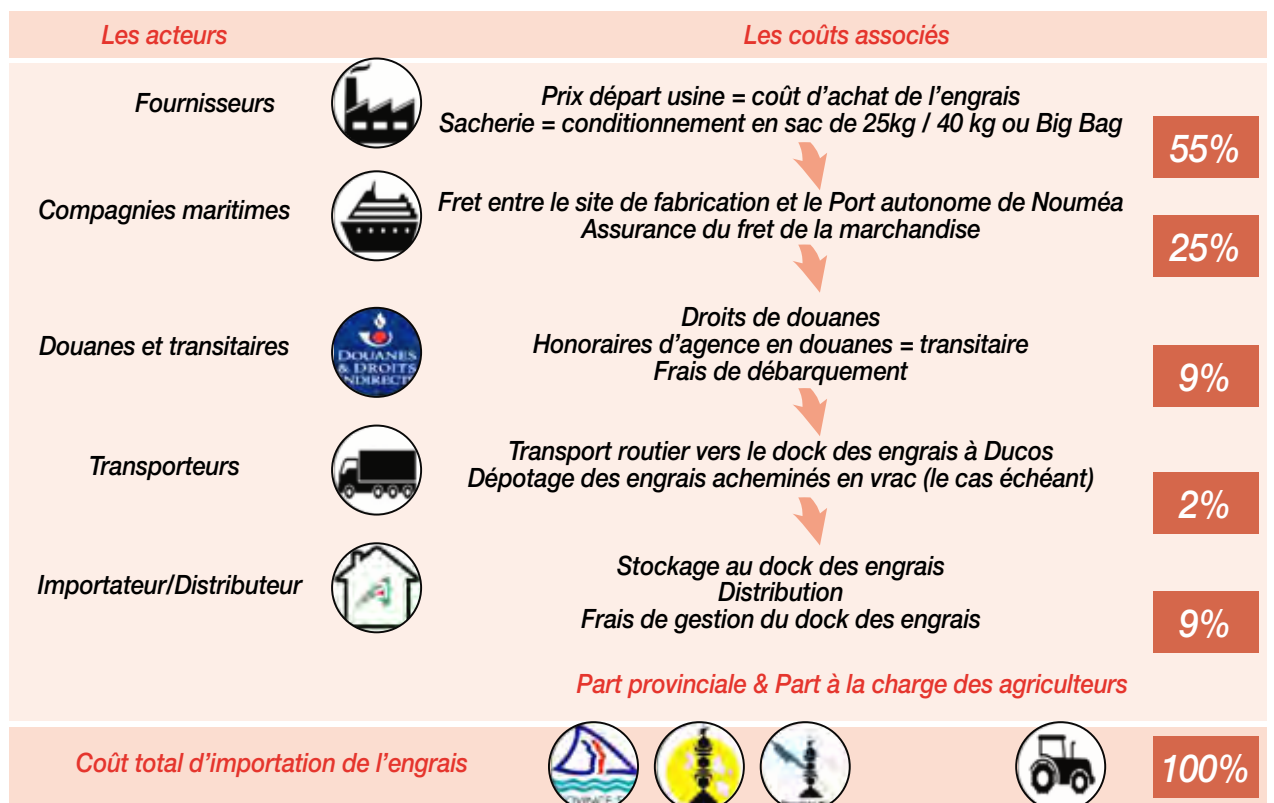 Les acteurs
Les coûts associés
Fournisseurs
Prix départ usine = coût d'achat de l'engrais
Sacherie = conditionnement en sac de 25kg / 40 kg ou Big Bag
55%
Compagnies maritimes
Fret entre le site de fabrication et le Port autonome de Nouméa
Assurance du fret de la marchandise
25%
Douanes et transitaires
DOUANES
& DROITS
Droits de douanes
Honoraires d'agence en douanes = transitaire
Frais de débarquement
9%
Transporteurs
Transport routier vers le dock des engrais à Ducos
Dépotage des engrais acheminés en vrac (le cas échéant)
2%
Importateur/Distributeur
Stockage au dock des engrais
Distribution
Frais de gestion du dock des engrais
9%
Part provinciale & Part à la charge des agriculteurs
Coût total d'importation de l'engrais
100%